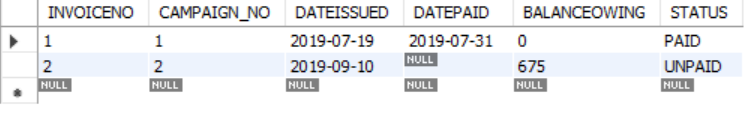 INVOICENO CAMPAIGN_NO DATEISSUED DATEPAID BALANCEOWING STATUS
1 1 2019-07-19 2019-07-31 0 PAID
2 2 2019-09-10 NULL 675 UNPAID
NULL NULL NULL NULL NULL NULL